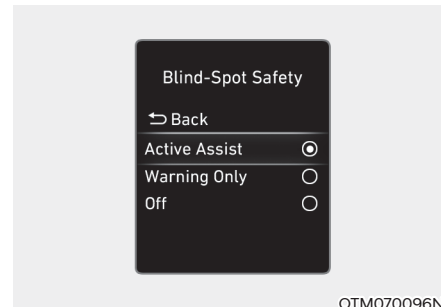 Blind-Spot Safety
Back
Active Assist
Warning Only
Off
OTM070096N